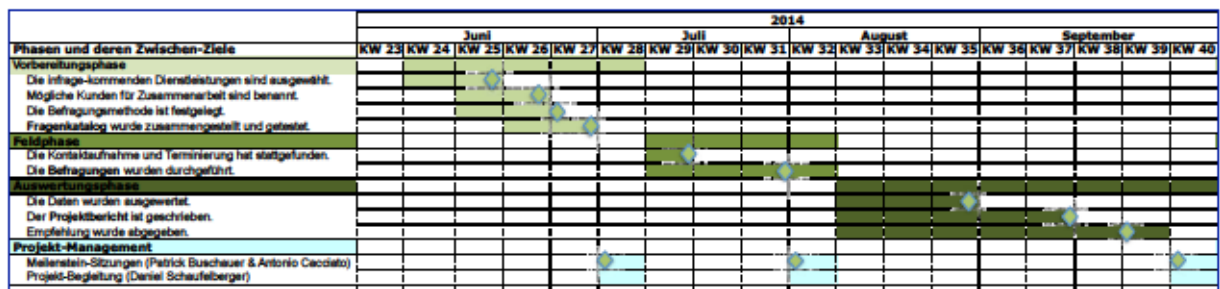 2014
Juni Juli August September
Phasen und deren Zwischen-Ziele KW 23 KW 24 KW 25 KW 26 KW 27 KW 28 KW 29 KW 30 KW 31 KW 32 KW 33 KW 34 KW 35 KW 36 KW 37 KW 38 KW 39 KW 40
Vorbereitungsphase
Die infrage-kommenden Dienstleistungen sind ausgewählt.
Mögliche Kunden für Zusammenarbeit sind benannt.
Die Befragungsmethode ist festgelegt.
Fragenkatalog wurde zusammengestellt und getestet.
Feldphase
Die Kontaktaufnahme und Terminierung hat stattgefunden.
Die Befragungen wurden durchgeführt.
Auswertungsphase
Die Daten wurden ausgewertet.
Der Projektbericht ist geschrieben.
Empfehlung wurde abgegeben.
Projekt-Management
Meilenstein-Sitzungen (Patrick Buschauer & Antonio Cacciato)
Projekt-Begleitung (Daniel Schaufelberger)